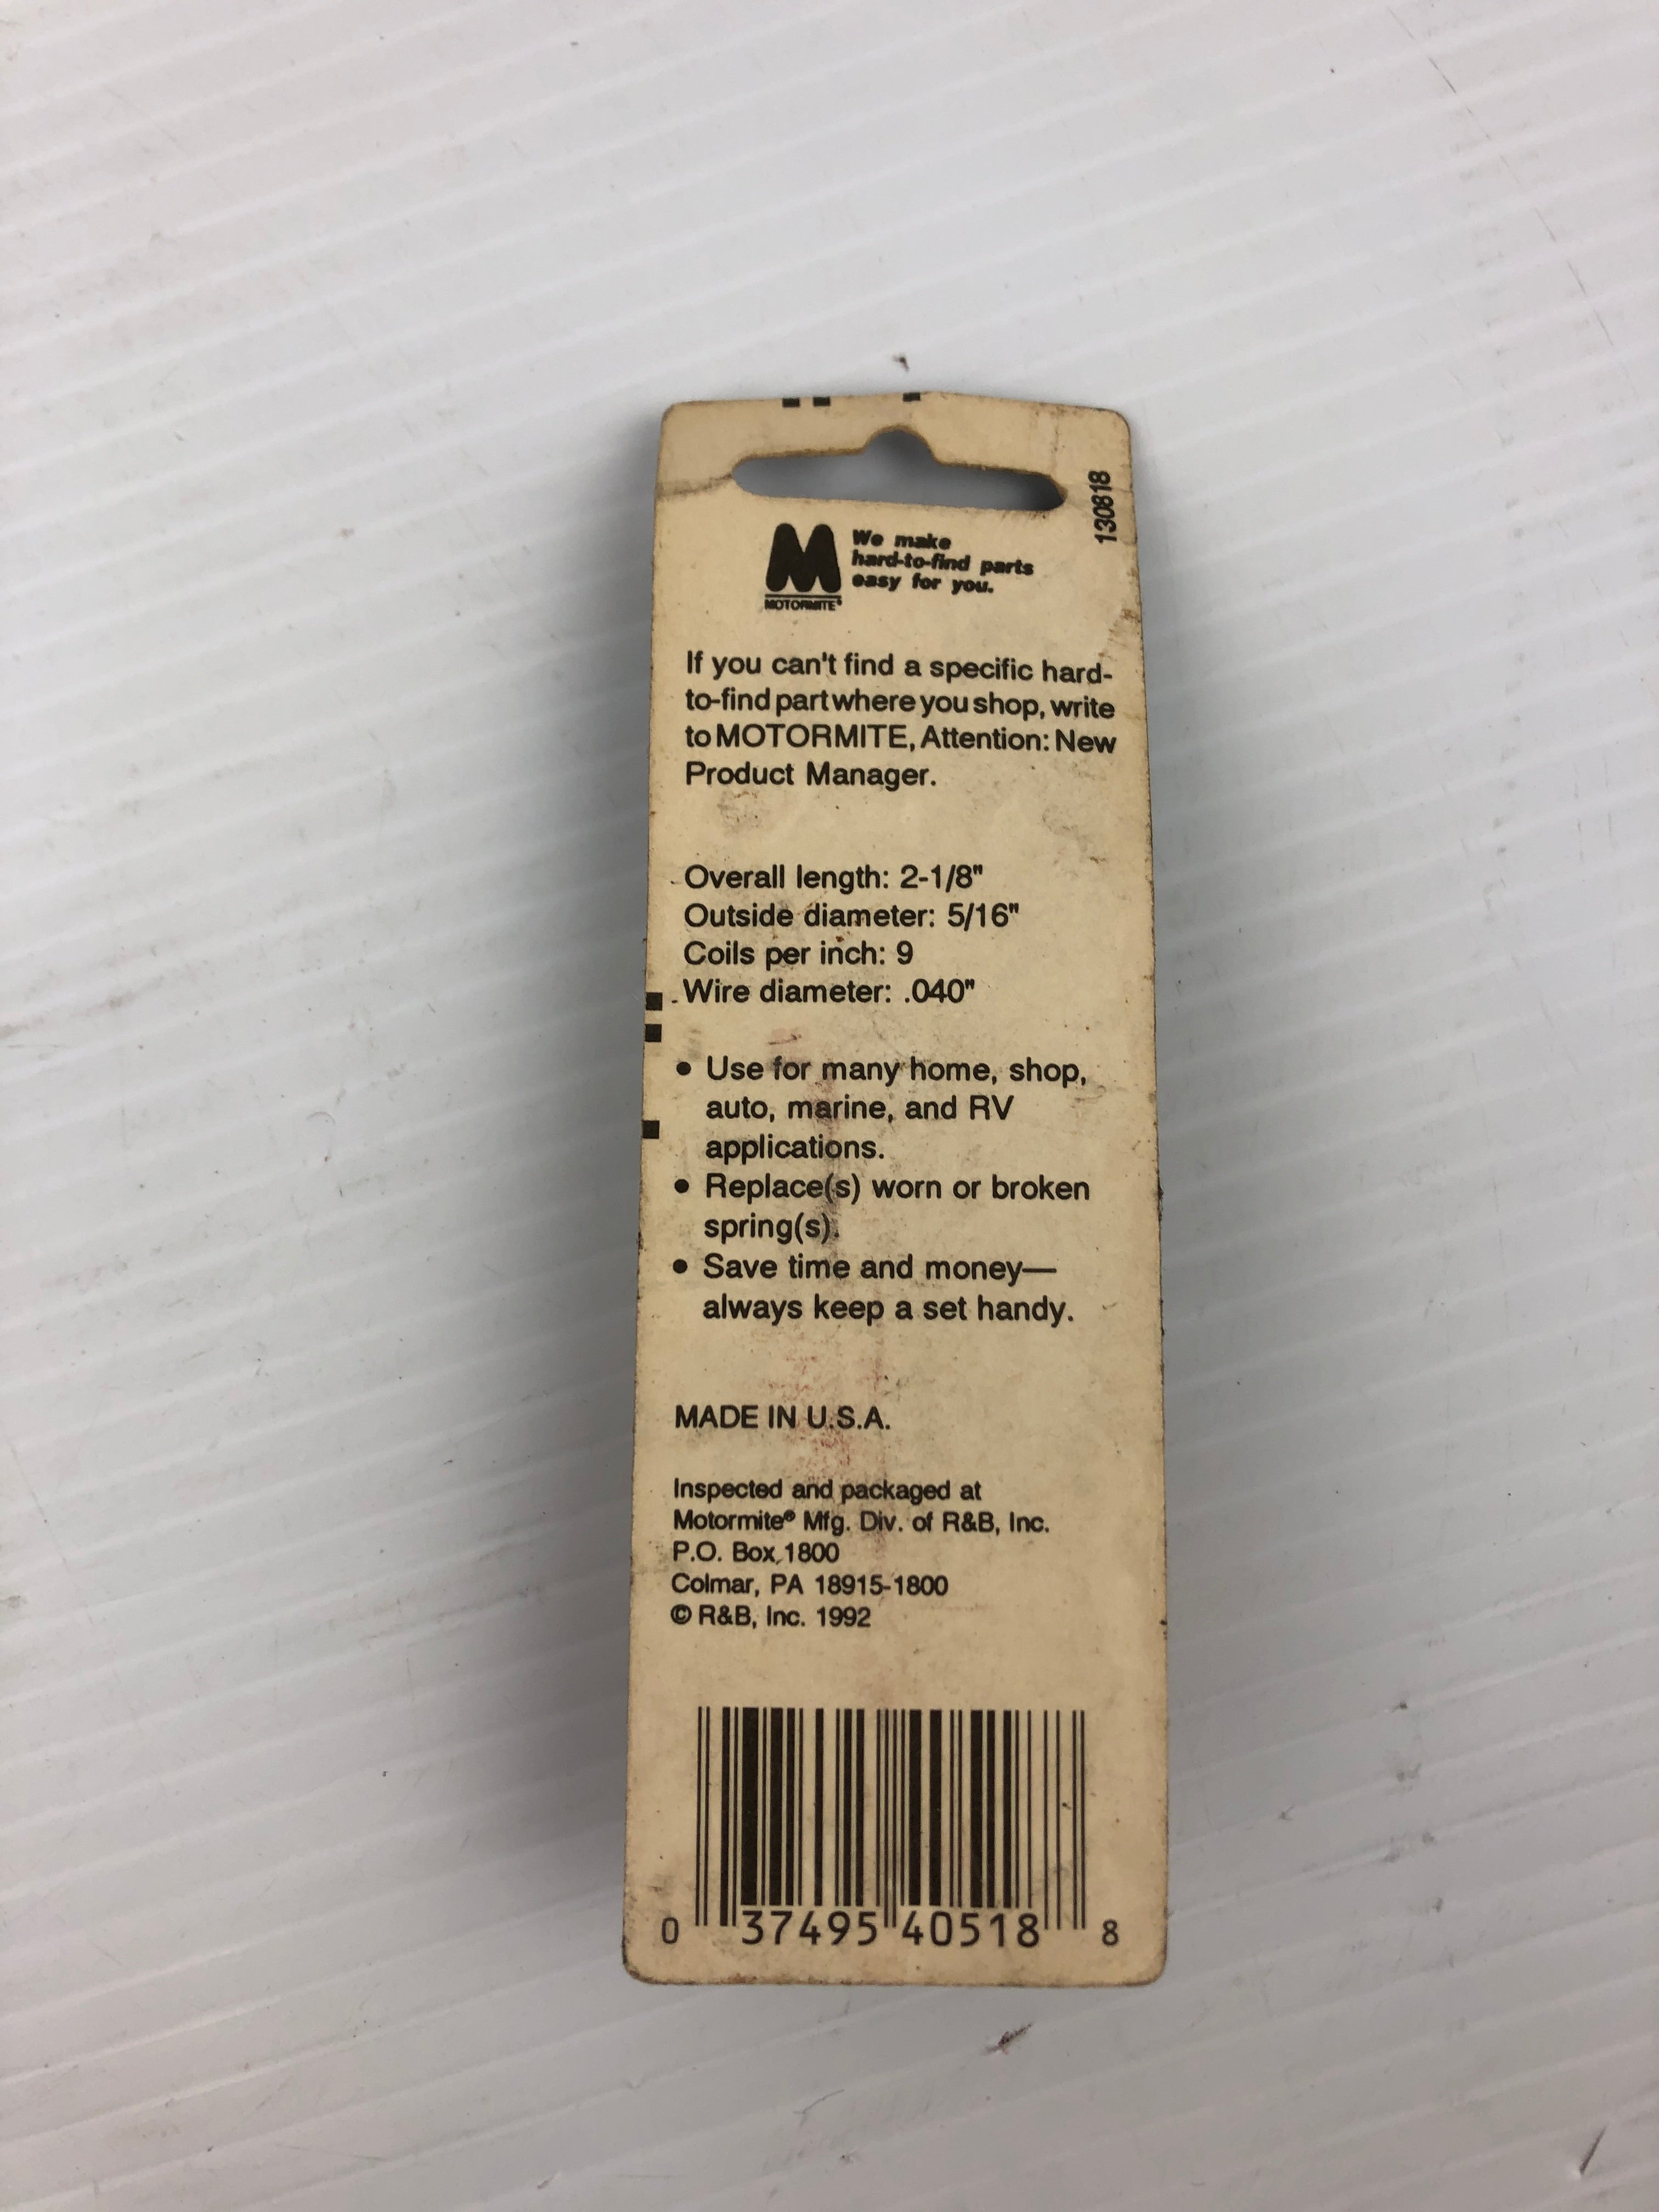 130818
M We make
hard-to-find parts
easy for you.
MOTORMITE®
If you can't find a specific hard-
to-find part where you shop, write
to MOTORMITE, Attention: New
Product Manager.
Overall length: 2-1/8"
Outside diameter: 5/16"
Coils per inch: 9
Wire diameter: .040"
• Use for many home, shop,
auto, marine, and RV
applications.
• Replace(s) worn or broken
spring(s).
• Save time and money—
always keep a set handy.
MADE IN U.S.A.
Inspected and packaged at
Motormite® Mfg. Div. of R&B, Inc.
P.O. Box 1800
Colmar, PA 18915-1800
© R&B, Inc. 1992
0 37495 40518 8